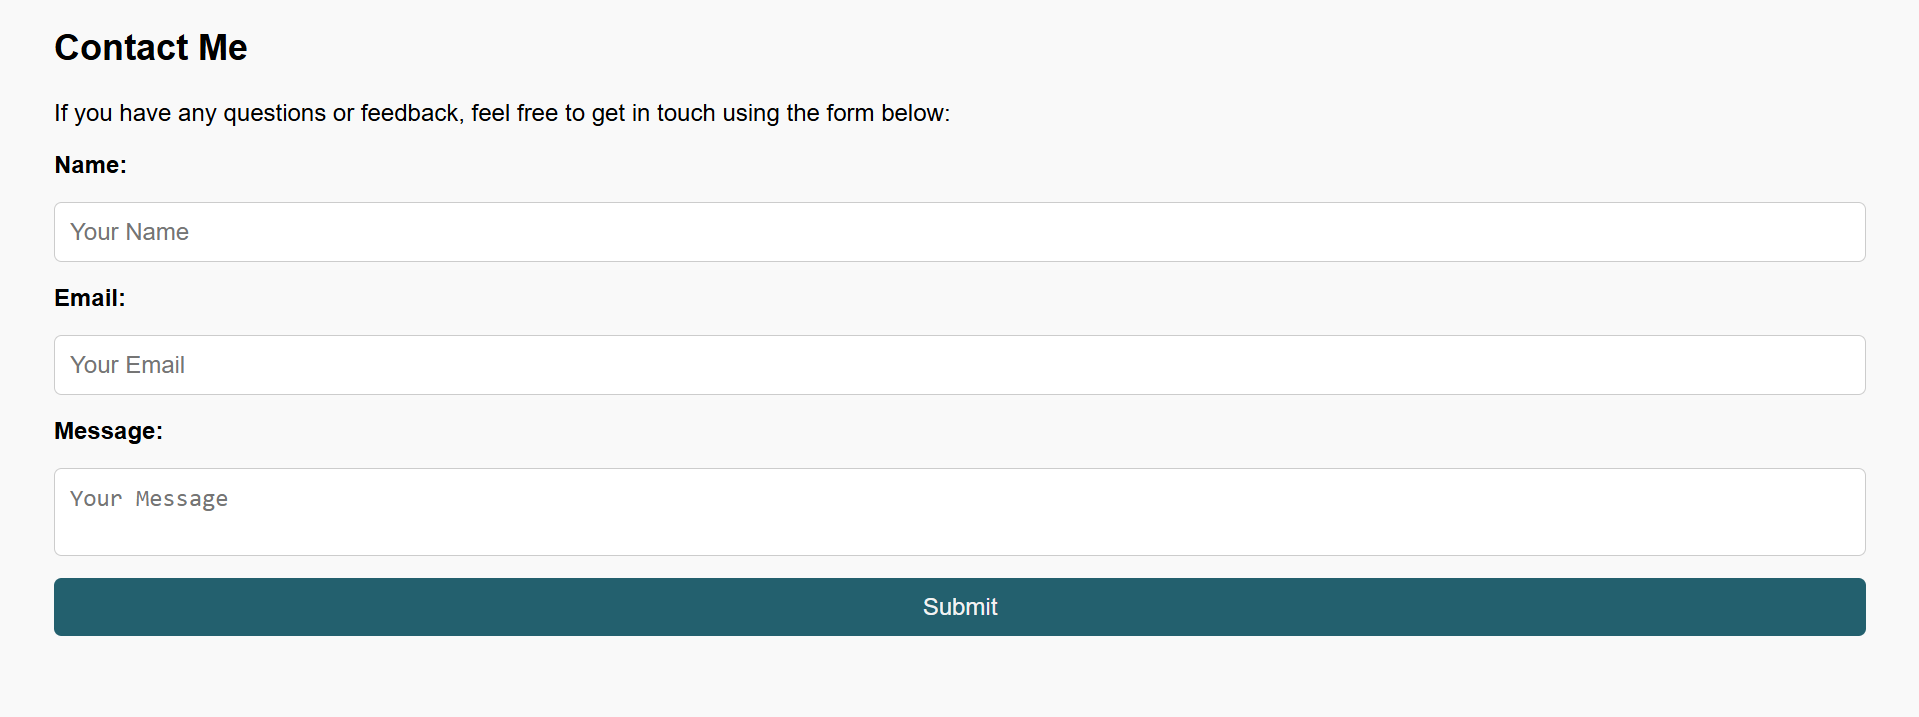 Contact Me
If you have any questions or feedback, feel free to get in touch using the form below:
Name:
Your Name
Email:
Your Email
Message:
Your Message
Submit